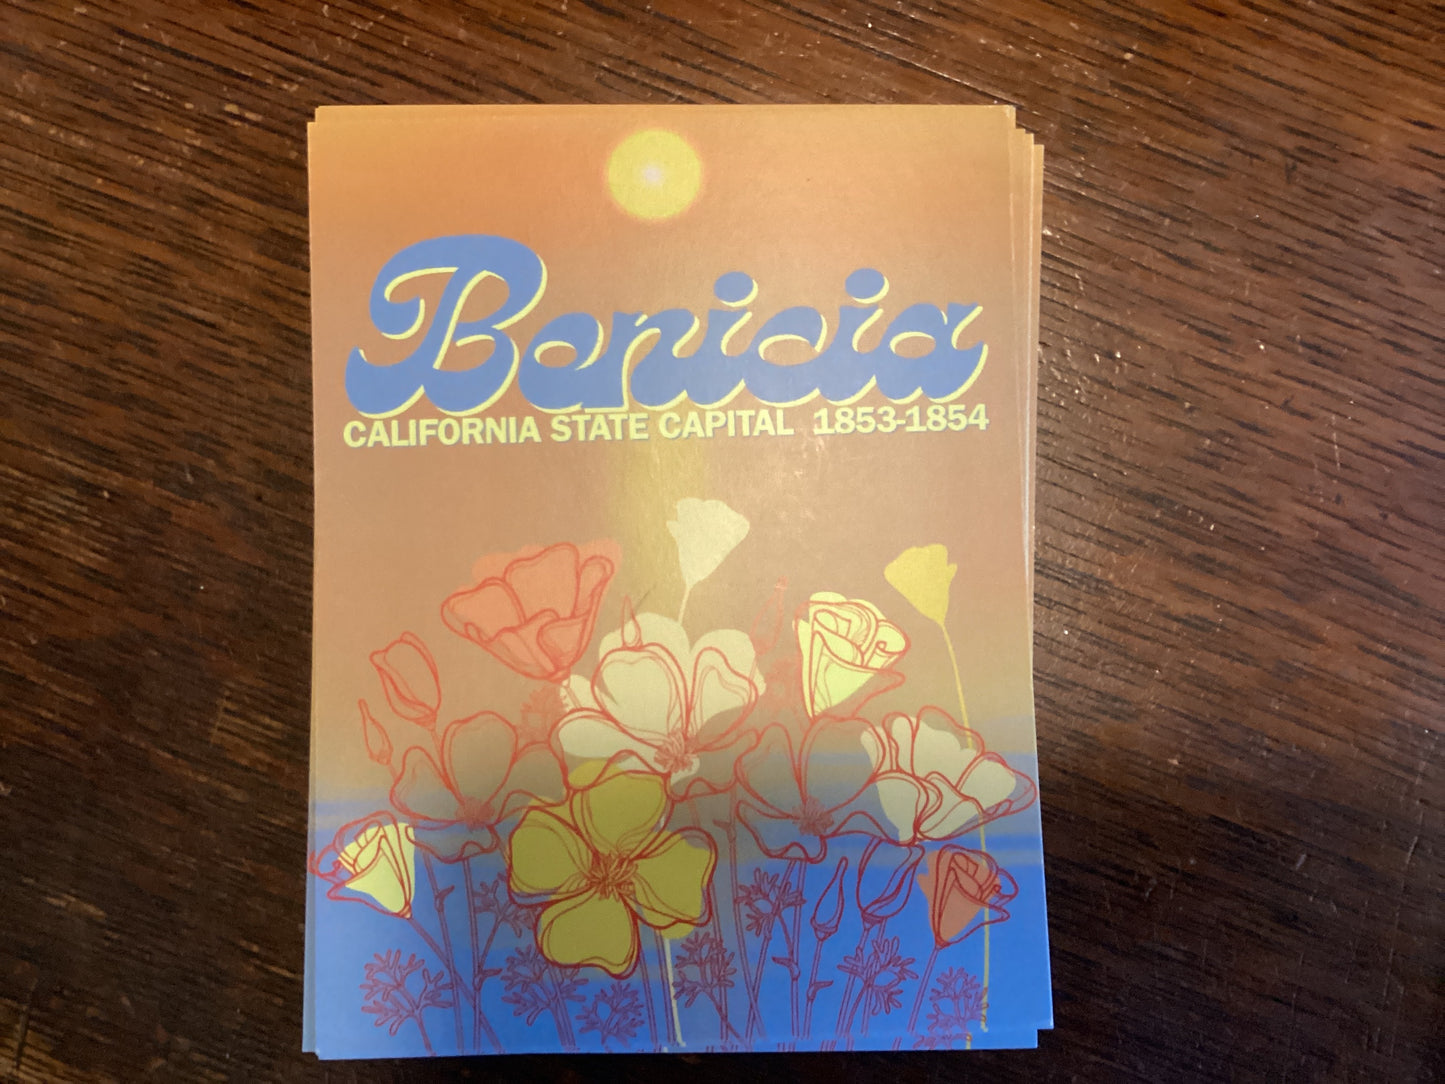 Benicia
CALIFORNIA STATE CAPITAL 1853-1854